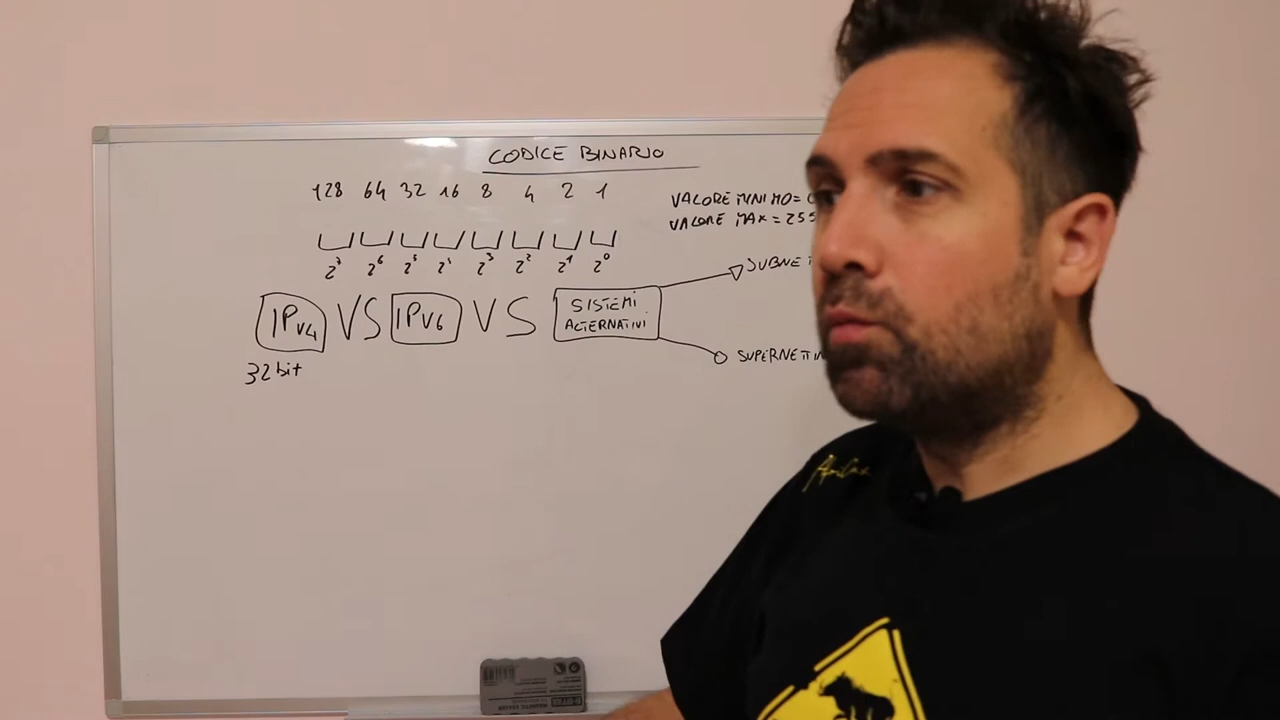 CODICE BINARIO
128 64 32 16 8 4 2 1
VALORE MINIMO=
VALORE MAX = 255
2⁷ 2⁶ 2⁵ 2⁴ 2³ 2² 2¹ 2⁰
SUBNET
IPv4 VS IPv6 VS SISTEMI
ALTERNATIVI
SUPERNETTIN
32 bit